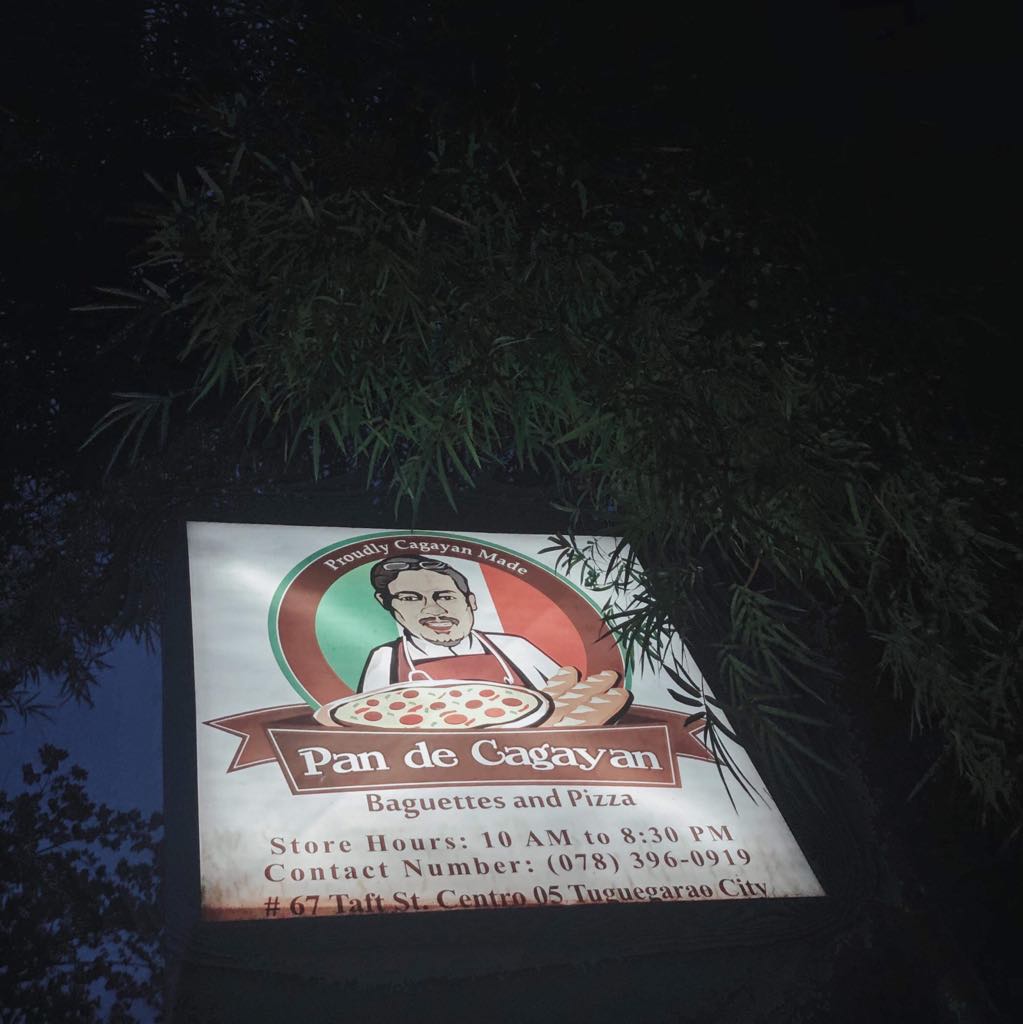 Proudly Cagayan Made
Pan de Cagayan
Baguettes and Pizza
Store Hours: 10 AM to 8:30 PM
Contact Number: (078) 396-0919
# 67 Taft St. Centro 05 Tuguegarao City